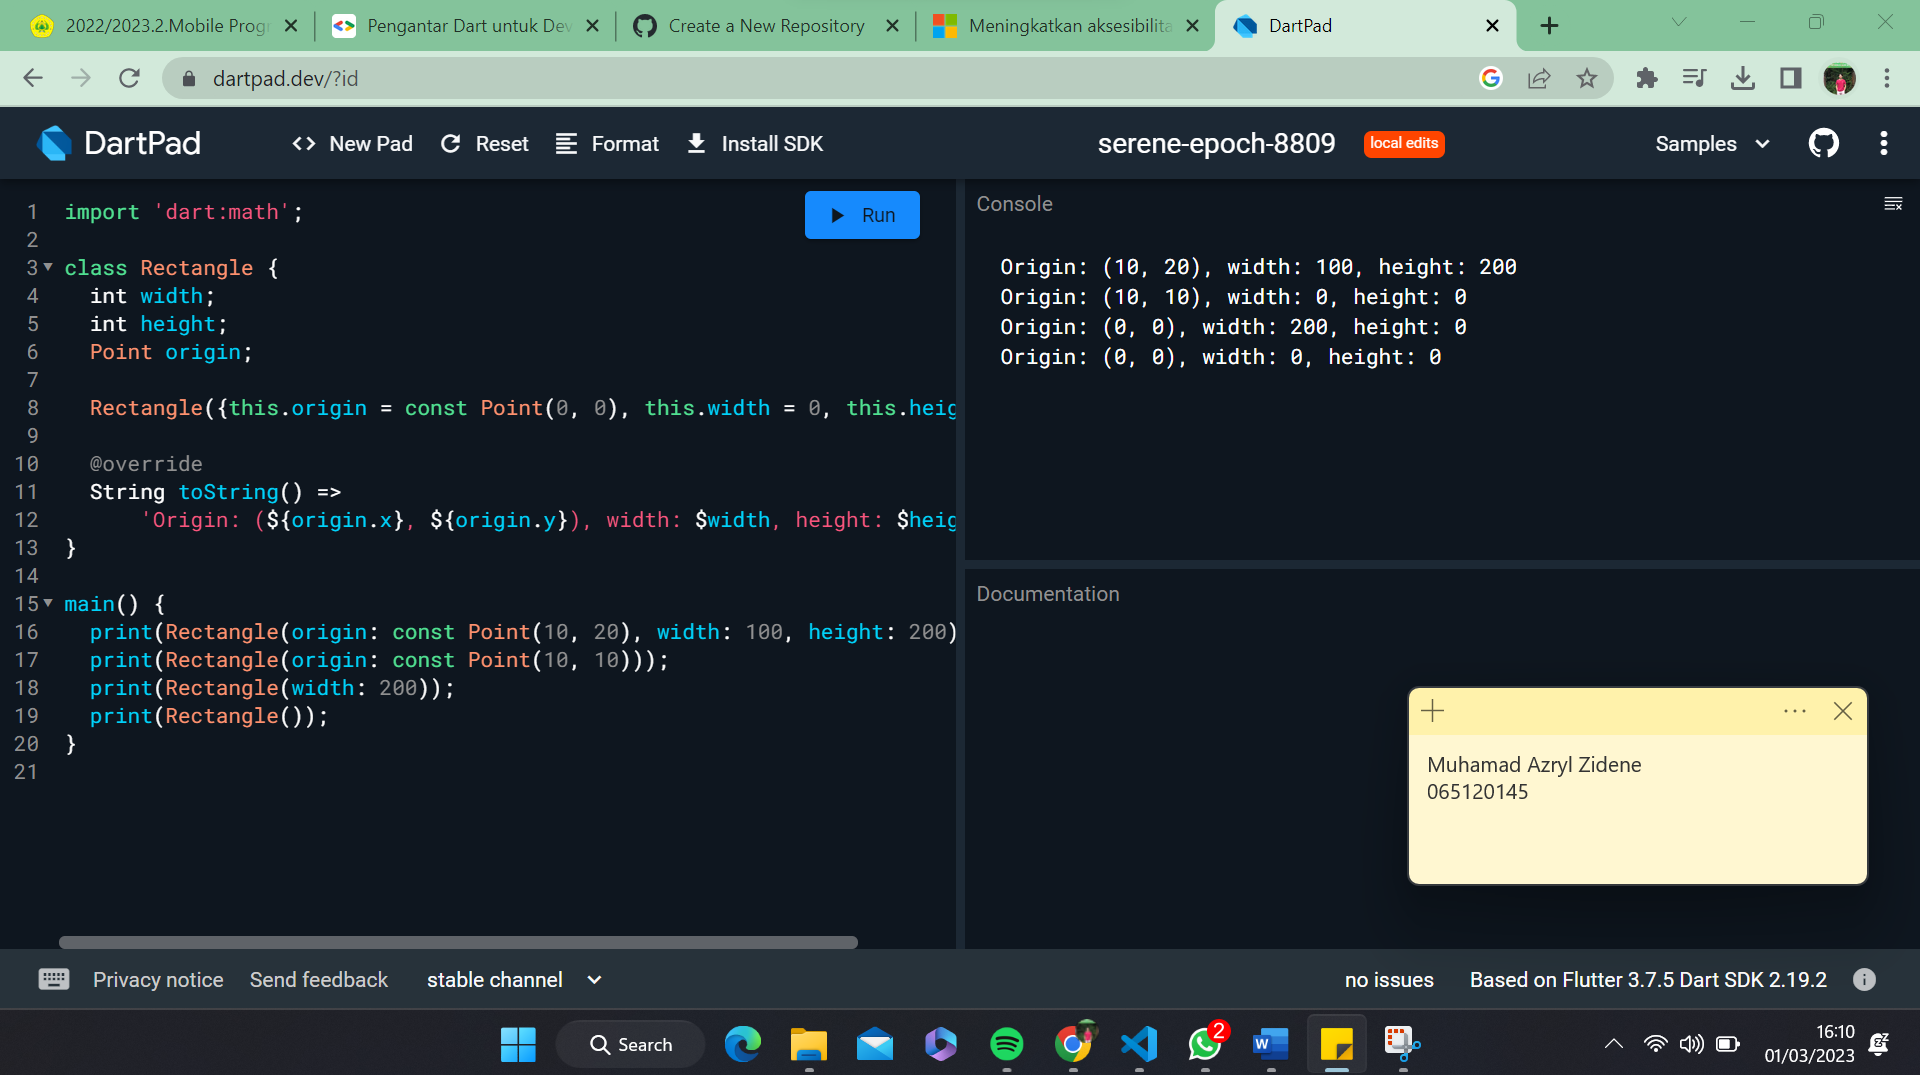 2022/2023.2.Mobile Progr
Pengantar Dart untuk Dev
Create a New Repository
Meningkatkan aksesibilita
DartPad
dartpad.dev/?id
DartPad
<> New Pad
Reset
Format
Install SDK
serene-epoch-8809
local edits
Samples
1 import 'dart:math';
2
3 class Rectangle {
4 int width;
5 int height;
6 Point origin;
7
8 Rectangle({this.origin = const Point(0, 0), this.width = 0, this.heig
9
10 @override
11 String toString() =>
12 'Origin: (${origin.x}, ${origin.y}), width: $width, height: $heig
13 }
14
15 main() {
16 print(Rectangle(origin: const Point(10, 20), width: 100, height: 200)
17 print(Rectangle(origin: const Point(10, 10)));
18 print(Rectangle(width: 200));
19 print(Rectangle());
20 }
21
Run
Console
Origin: (10, 20), width: 100, height: 200
Origin: (10, 10), width: 0, height: 0
Origin: (0, 0), width: 200, height: 0
Origin: (0, 0), width: 0, height: 0
Documentation
Muhamad Azryl Zidene
065120145
Privacy notice
Send feedback
stable channel
no issues
Based on Flutter 3.7.5 Dart SDK 2.19.2
Search
2
16:10
01/03/2023